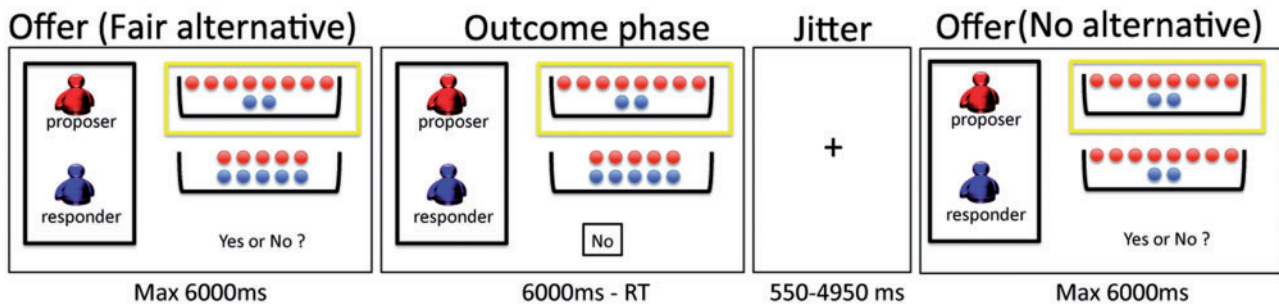 Offer (Fair alternative)
proposer
responder
Yes or No ?
Max 6000ms
Outcome phase
proposer
responder
No
6000ms - RT
Jitter
+
550-4950 ms
Offer(No alternative)
proposer
responder
Yes or No ?
Max 6000ms